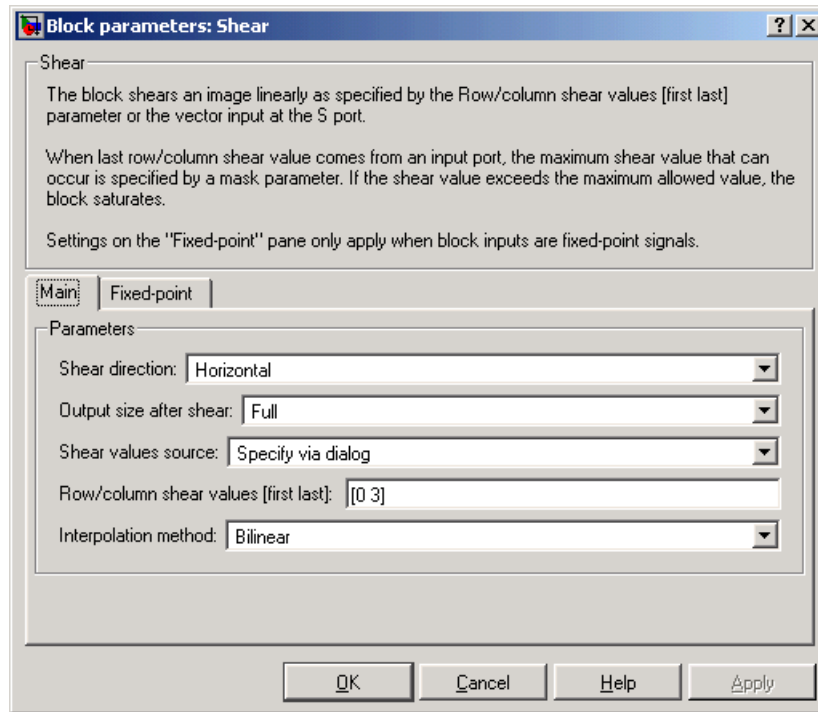 Block parameters: Shear
Shear
The block shears an image linearly as specified by the Row/column shear values [first last]
parameter or the vector input at the S port.
When last row/column shear value comes from an input port, the maximum shear value that can
occur is specified by a mask parameter. If the shear value exceeds the maximum allowed value, the
block saturates.
Settings on the "Fixed-point" pane only apply when block inputs are fixed-point signals.
Main Fixed-point
Parameters
Shear direction: Horizontal
Output size after shear: Full
Shear values source: Specify via dialog
Row/column shear values [first last]: [0 3]
Interpolation method: Bilinear
OK Cancel Help Apply